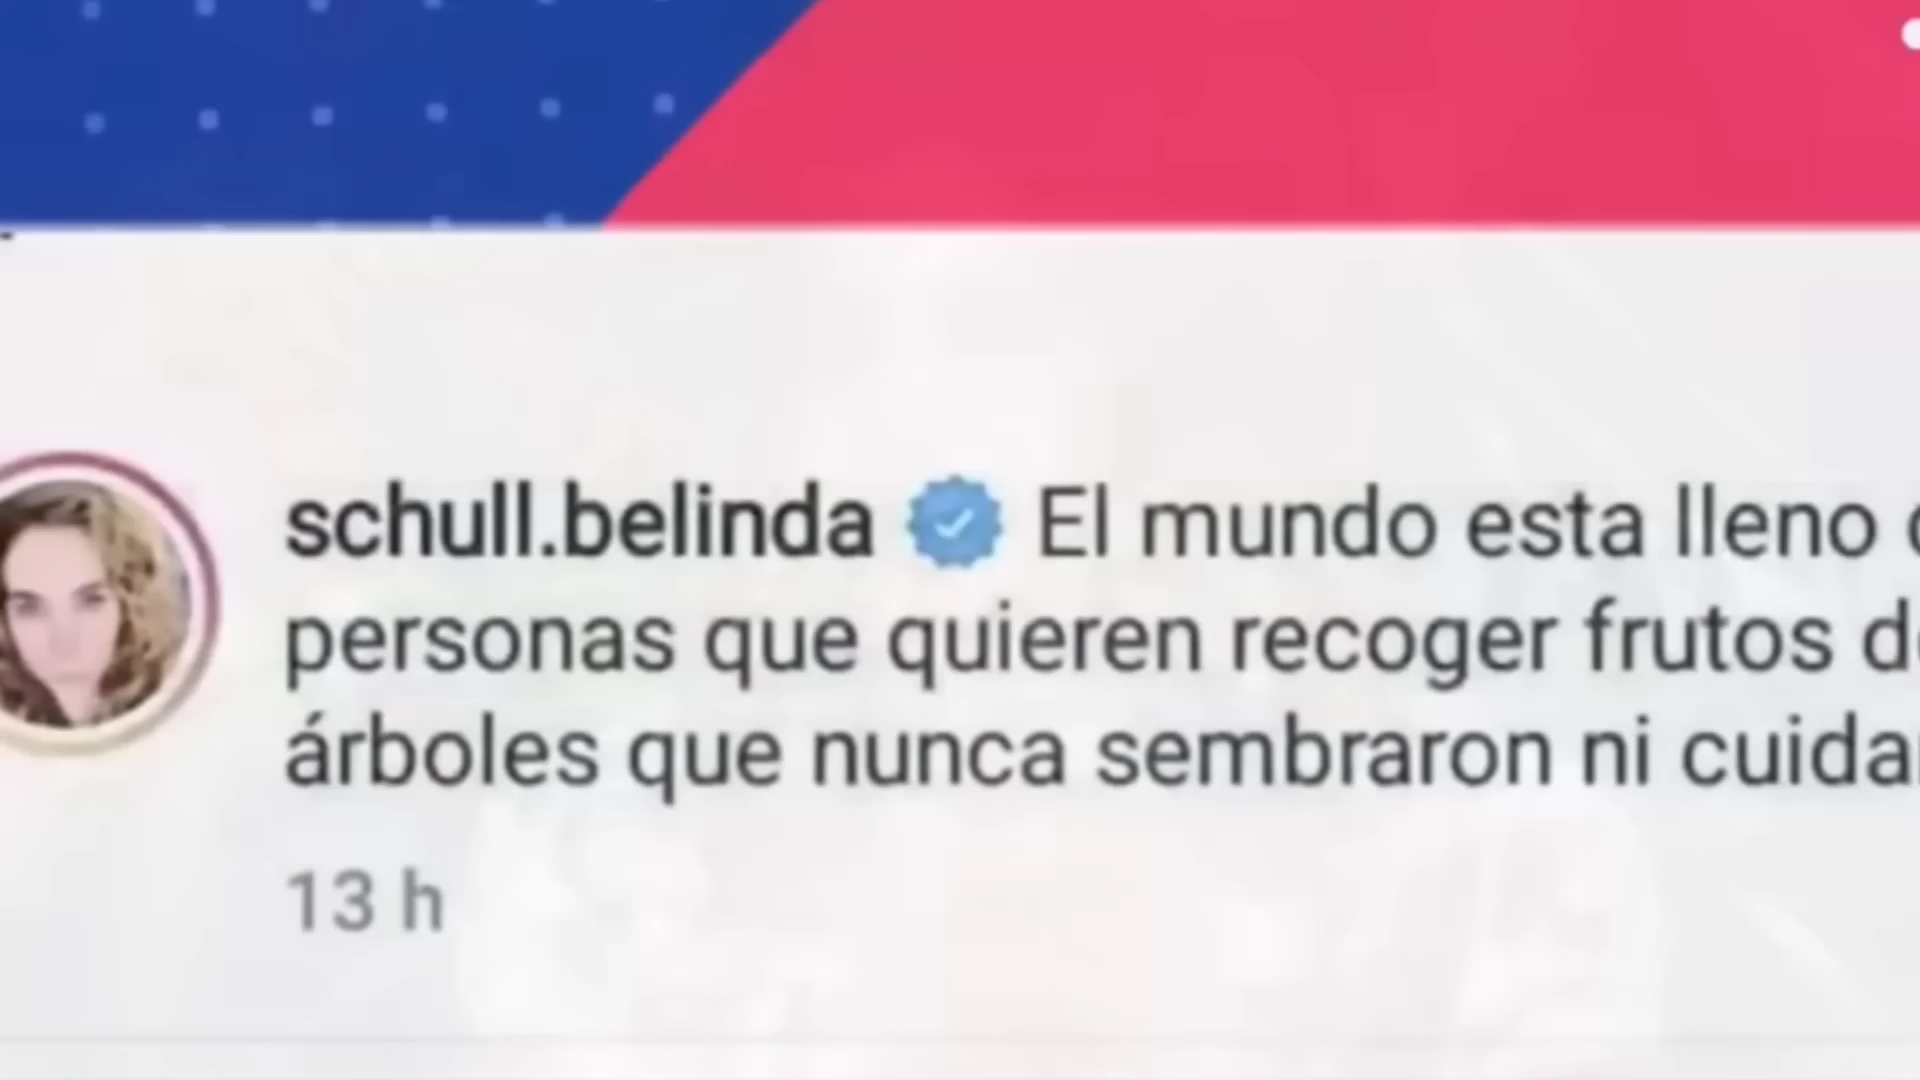 schull.belinda El mundo esta lleno
personas que quieren recoger frutos
árboles que nunca sembraron ni
13 h